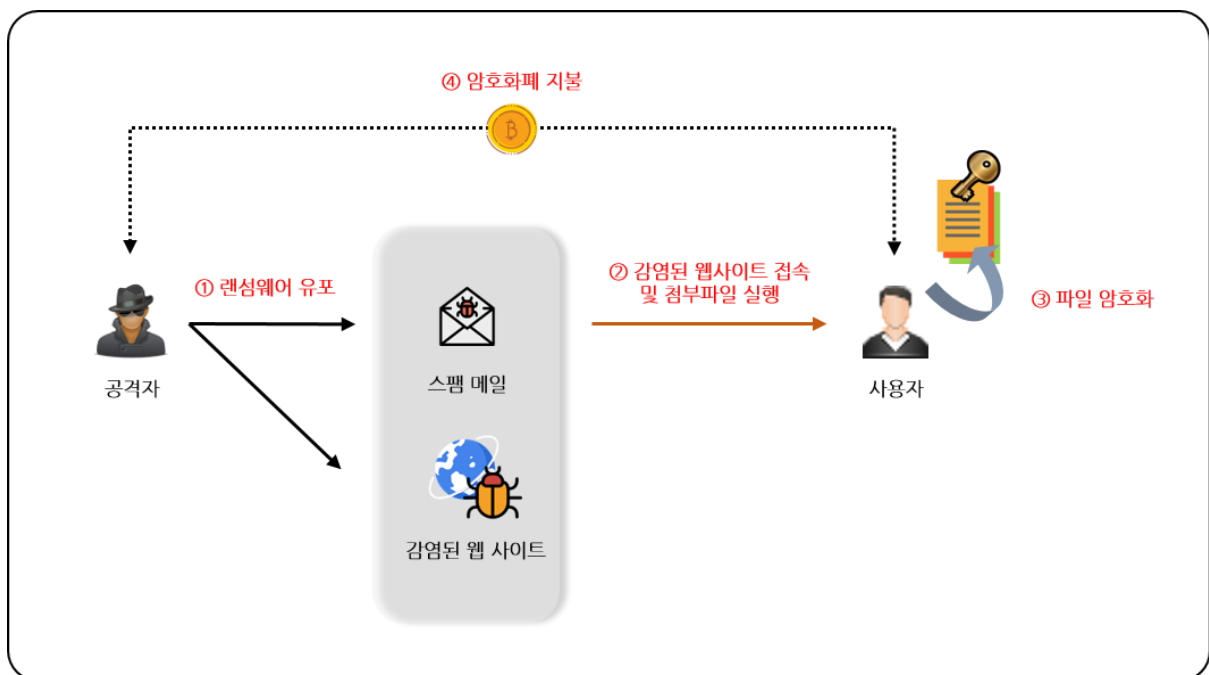 ④ 암호화폐 지불
① 랜섬웨어 유포
② 감염된 웹사이트 접속
및 첨부파일 실행
③ 파일 암호화
공격자
스팸 메일
사용자
감염된 웹 사이트